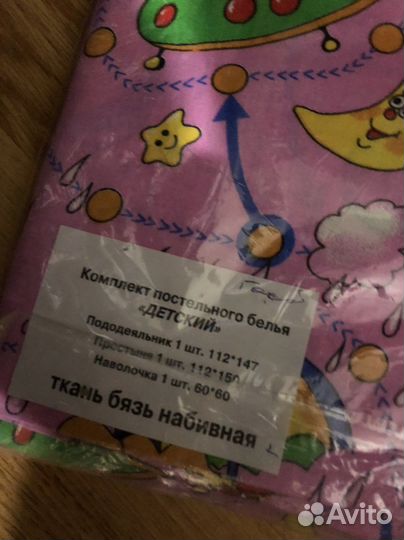 Комплект постельного белья
«ДЕТСКИЙ»
Пододеяльник 1 шт. 112*147
Простыня 1 шт. 112*150
Наволочка 1 шт. 60*60
ткань бязь набивная
Avito